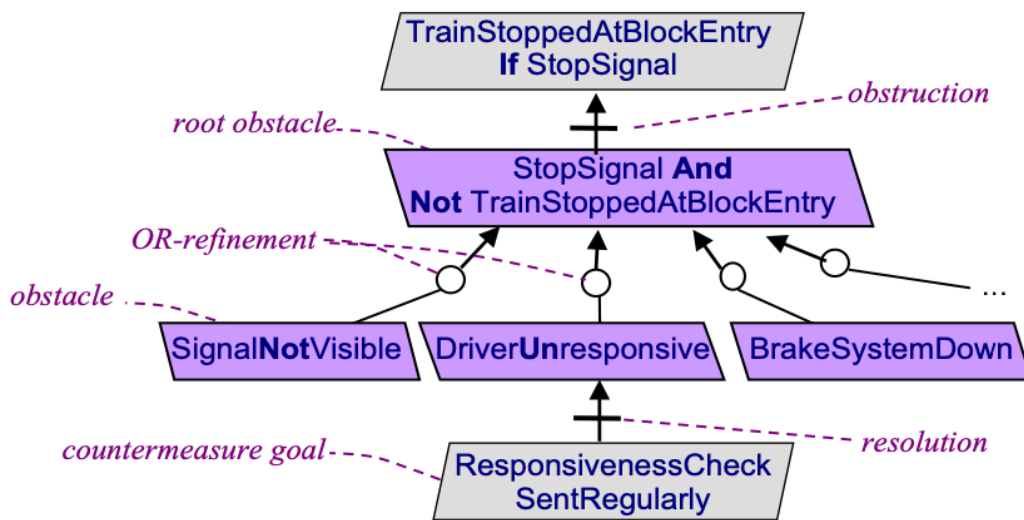 TrainStoppedAtBlockEntry
If StopSignal
obstruction
root obstacle
StopSignal And
Not TrainStoppedAtBlockEntry
OR-refinement
obstacle
...
SignalNotVisible
DriverUnresponsive
BrakeSystemDown
resolution
countermeasure goal
ResponsivenessCheck
SentRegularly